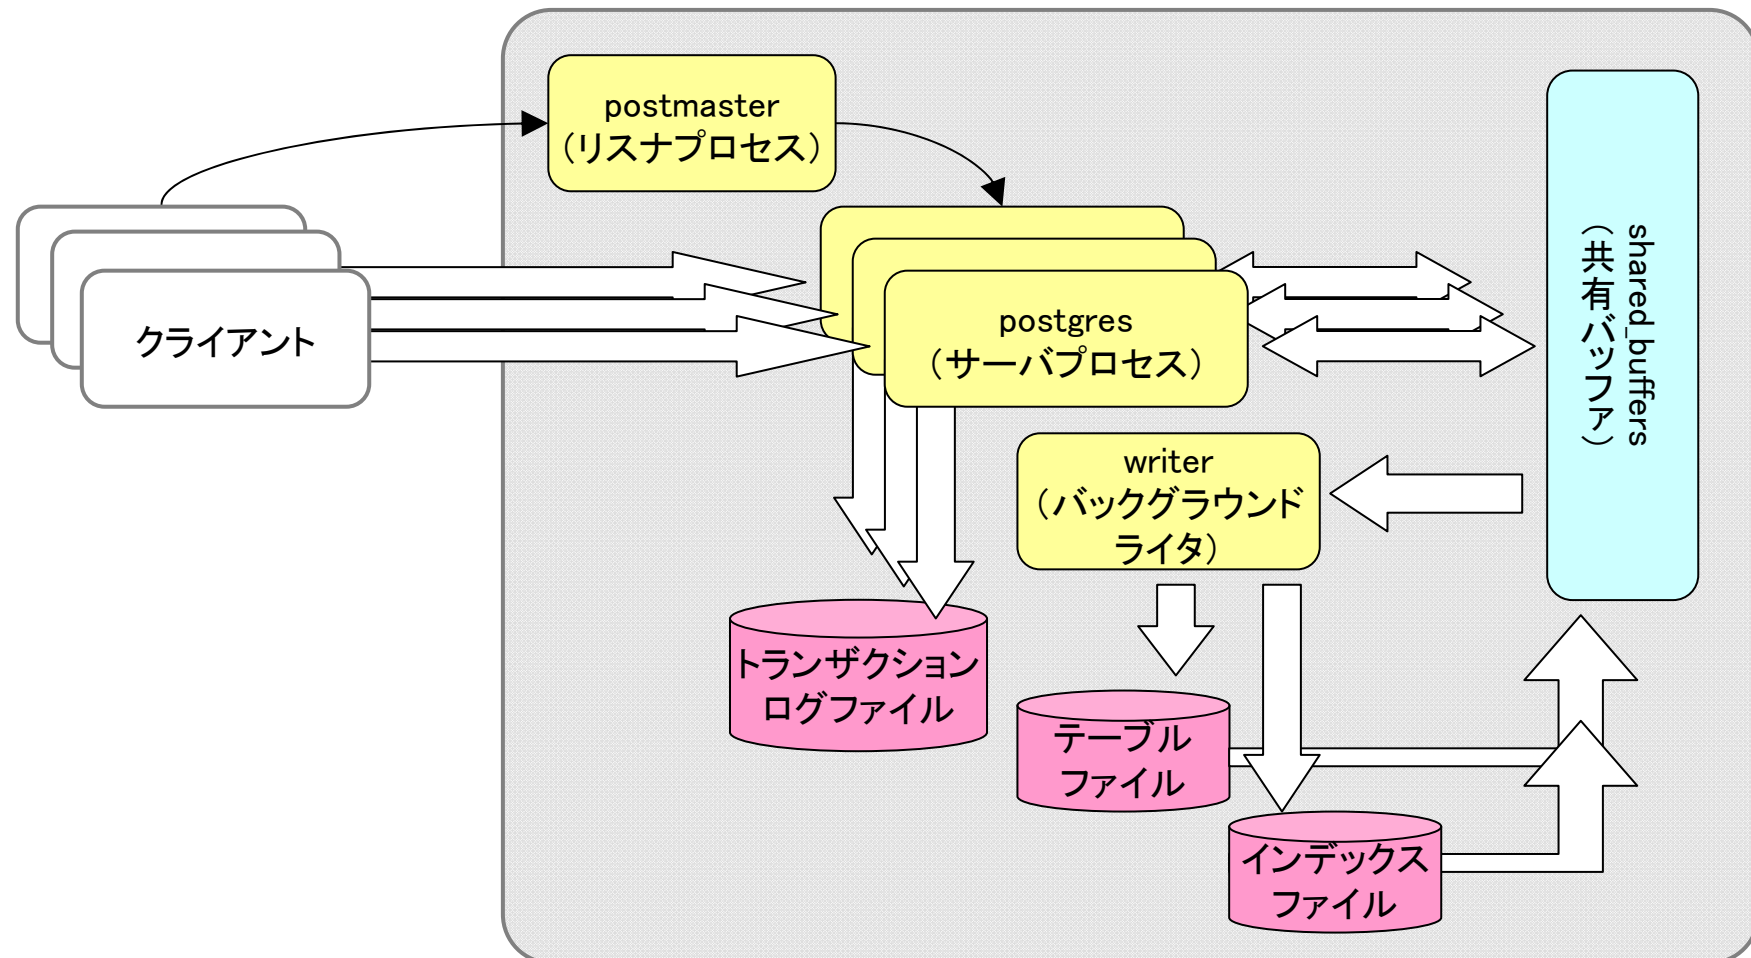 postmaster
（リスナプロセス）
クライアント
postgres
（サーバプロセス）
shared_buffers
（共有バッファ）
writer
（バックグラウンド
ライタ）
トランザクション
ログファイル
テーブル
ファイル
インデックス
ファイル